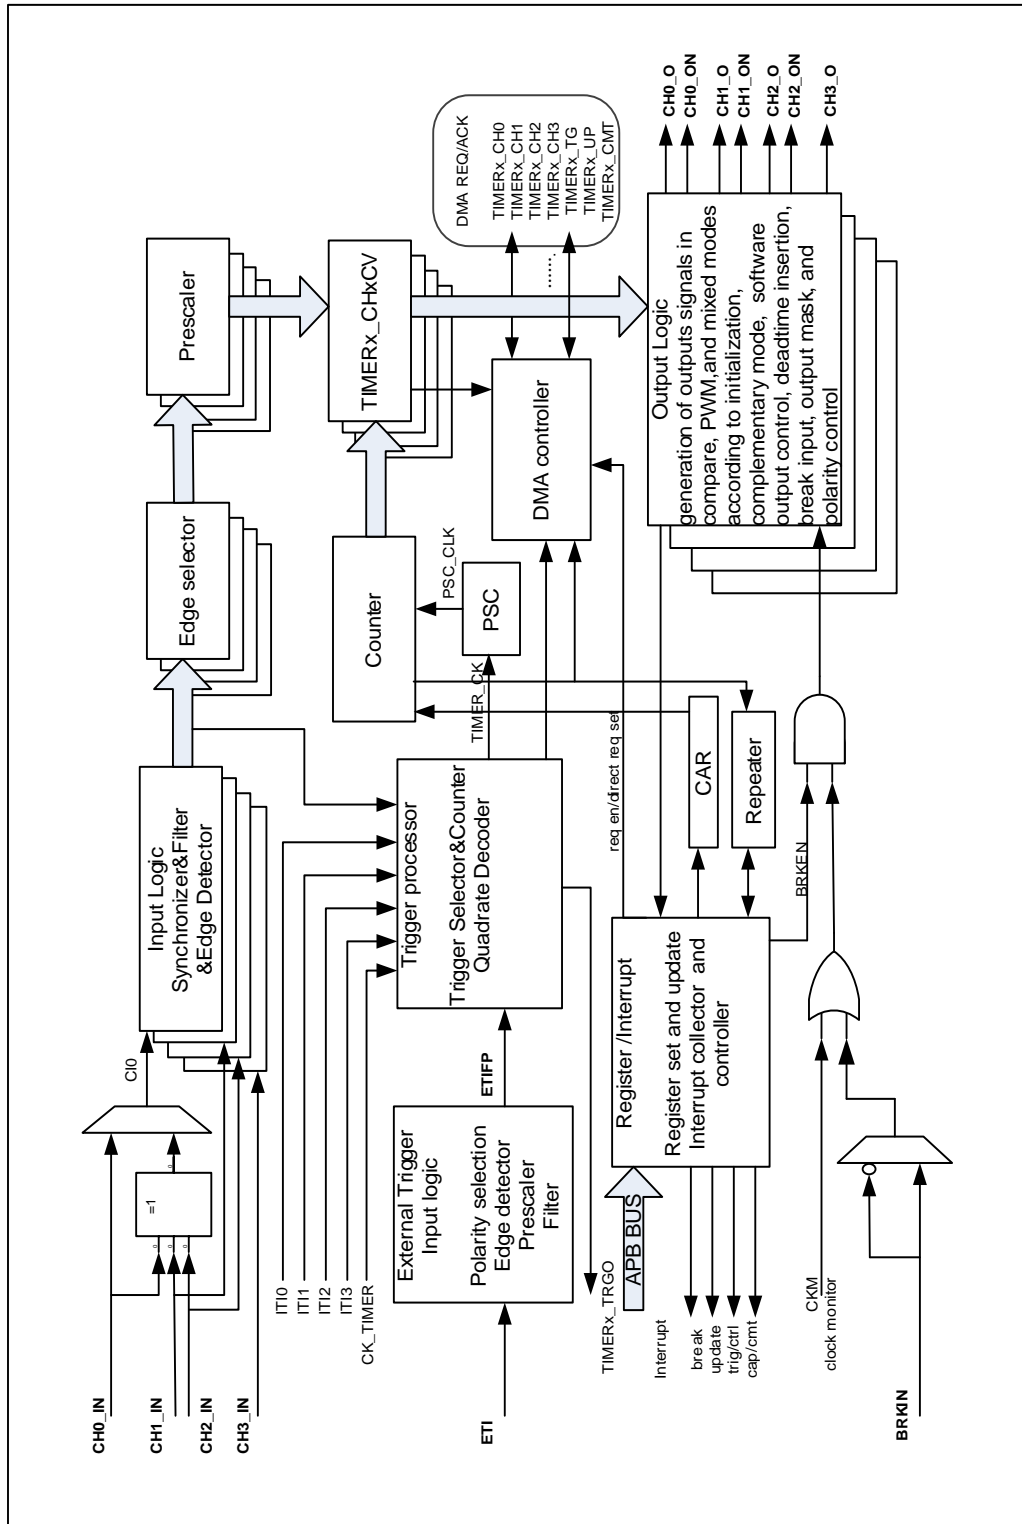 CH0_IN
CH1_IN
CH2_IN
CH3_IN
=1
0
0
0
0
CI0
Input Logic
Synchronizer&Filter
&Edge Detector
Edge selector
Prescaler
ITI0
ITI1
ITI2
ITI3
CK_TIMER
Trigger processor
Trigger Selector&Counter
Quadrate Decoder
TIMER_CK
PSC
PSC_CLK
Counter
TIMERx_CHxCV
DMA controller
DMA REQ/ACK
TIMERx_CH0
TIMERx_CH1
TIMERx_CH2
TIMERx_CH3
TIMERx_TG
TIMERx_UP
TIMERx_CMT
.......
ETI
External Trigger
Input logic
Polarity selection
Edge detector
Prescaler
Filter
ETIFP
TIMERx_TRGO
APB BUS
Register /Interrupt
Register set and update
Interrupt collector and
controller
req en/direct req set
CAR
Repeater
Interrupt
break
update
trig/ctrl
cap/cmt
CKM
clock monitor
BRKIN
BRKEN
Output Logic
generation of outputs signals in
compare, PWM,and mixed modes
according to initialization,
complementary mode, software
output control, deadtime insertion,
break input, output mask, and
polarity control
CH0_O
CH0_ON
CH1_O
CH1_ON
CH2_O
CH2_ON
CH3_O